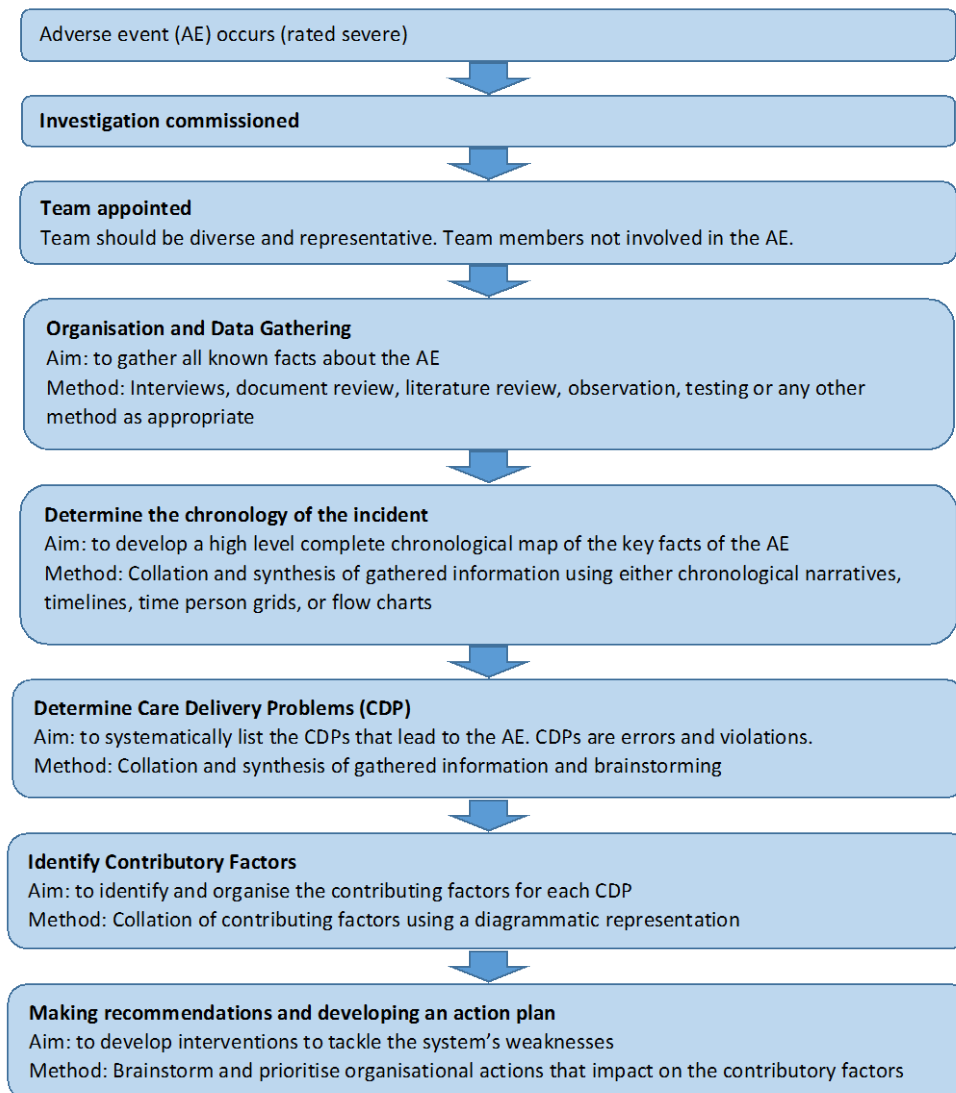 Adverse event (AE) occurs (rated severe)
Investigation commissioned
Team appointed
Team should be diverse and representative. Team members not involved in the AE.
Organisation and Data Gathering
Aim: to gather all known facts about the AE
Method: Interviews, document review, literature review, observation, testing or any other
method as appropriate
Determine the chronology of the incident
Aim: to develop a high level complete chronological map of the key facts of the AE
Method: Collation and synthesis of gathered information using either chronological narratives,
timelines, time person grids, or flow charts
Determine Care Delivery Problems (CDP)
Aim: to systematically list the CDPs that lead to the AE. CDPs are errors and violations.
Method: Collation and synthesis of gathered information and brainstorming
Identify Contributory Factors
Aim: to identify and organise the contributing factors for each CDP
Method: Collation of contributing factors using a diagrammatic representation
Making recommendations and developing an action plan
Aim: to develop interventions to tackle the system’s weaknesses
Method: Brainstorm and prioritise organisational actions that impact on the contributory factors